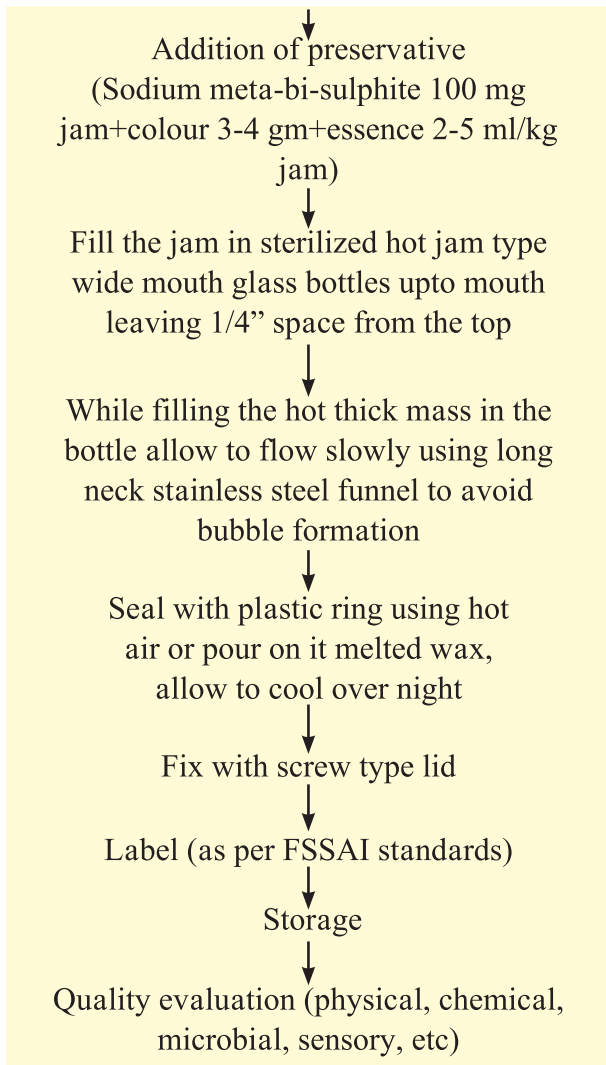 Addition of preservative
(Sodium meta-bi-sulphite 100 mg
jam+colour 3-4 gm+essence 2-5 ml/kg
jam)
Fill the jam in sterilized hot jam type
wide mouth glass bottles upto mouth
leaving 1/4” space from the top
While filling the hot thick mass in the
bottle allow to flow slowly using long
neck stainless steel funnel to avoid
bubble formation
Seal with plastic ring using hot
air or pour on it melted wax,
allow to cool over night
Fix with screw type lid
Label (as per FSSAI standards)
Storage
Quality evaluation (physical, chemical,
microbial, sensory, etc)